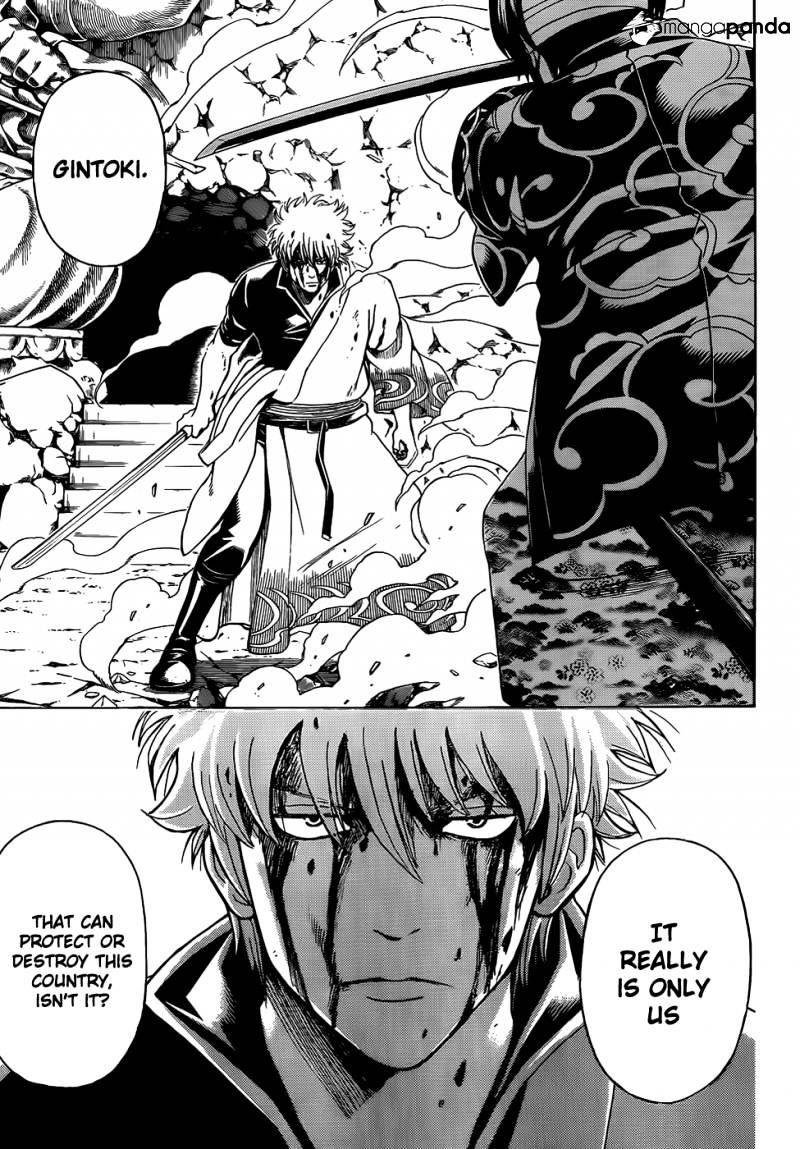 mangapanda
GINTOKI.
IT
REALLY
IS ONLY
US
THAT CAN
PROTECT OR
DESTROY THIS
COUNTRY,
ISN'T IT?